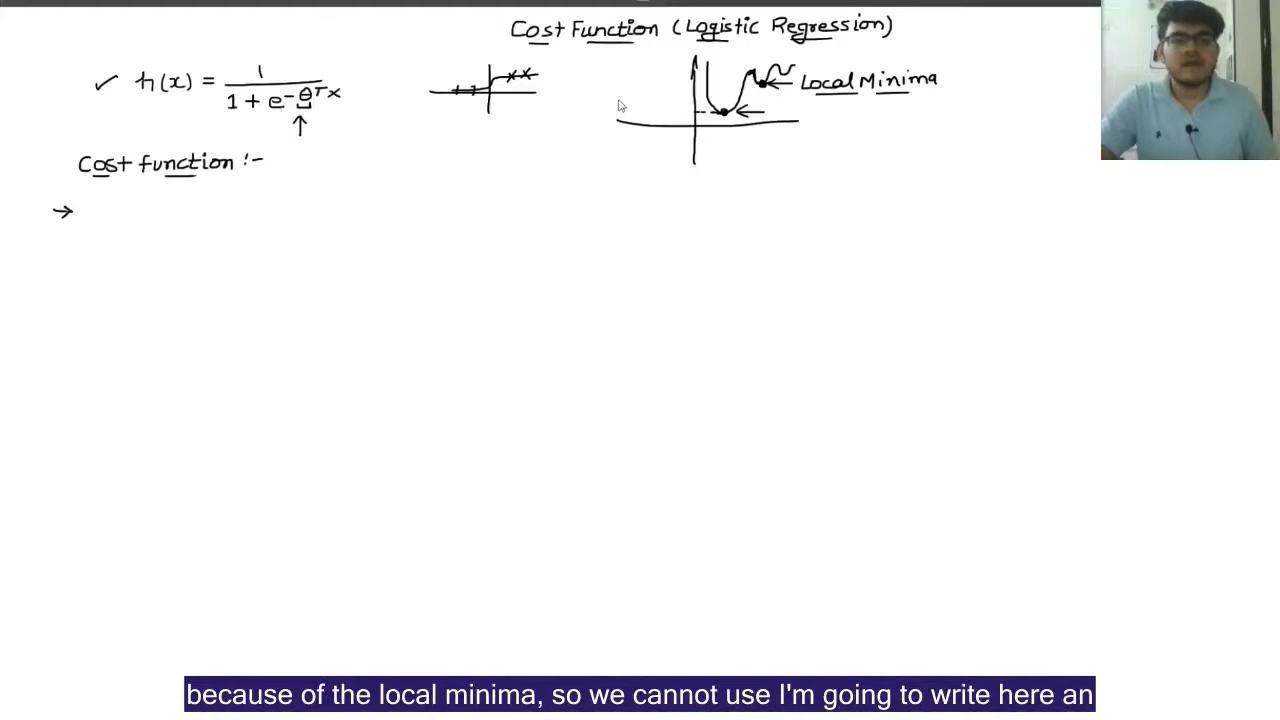 Cost Function (Logistic Regression)
h(x) = 1 / 1 + e^-θᵀx
Local Minima
Cost function :-
because of the local minima, so we cannot use I'm going to write here an